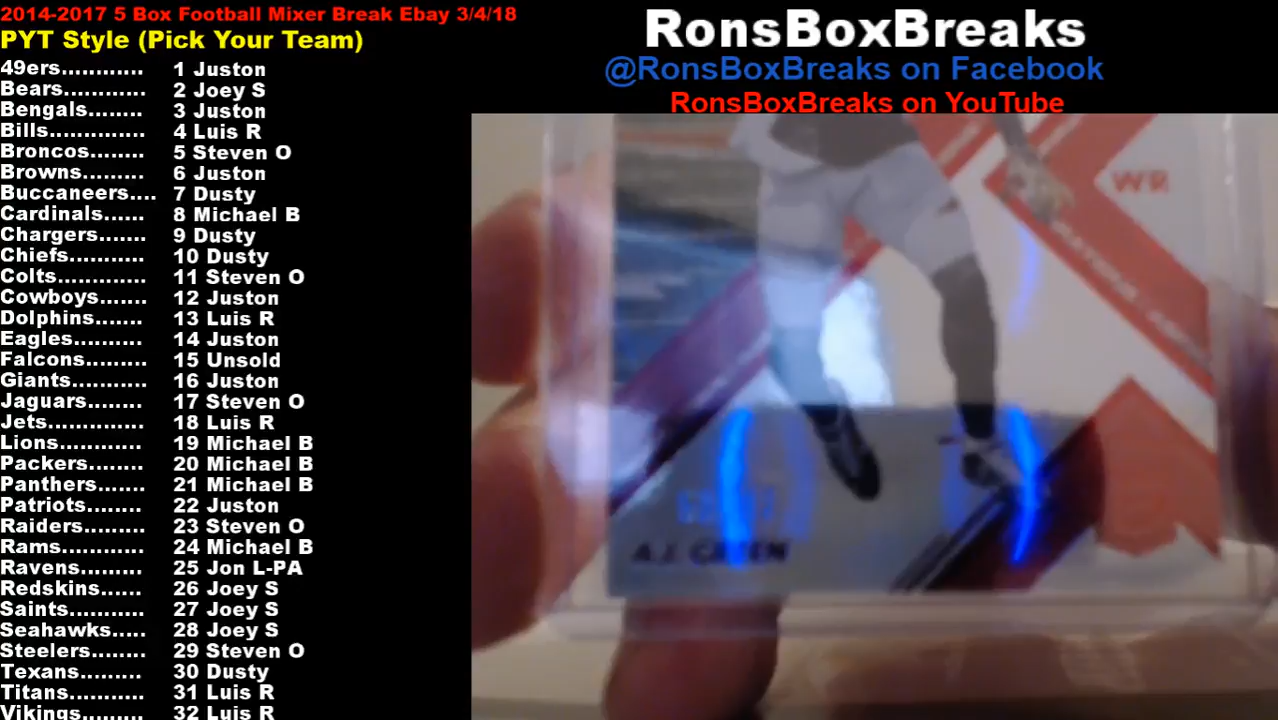 2014-2017 5 Box Football Mixer Break Ebay 3/4/18
PYT Style (Pick Your Team)
49ers............ 1 Juston
Bears............ 2 Joey S
Bengals........ 3 Juston
Bills.............. 4 Luis R
Broncos........ 5 Steven O
Browns......... 6 Juston
Buccaneers.... 7 Dusty
Cardinals...... 8 Michael B
Chargers....... 9 Dusty
Chiefs........... 10 Dusty
Colts............. 11 Steven O
Cowboys....... 12 Juston
Dolphins....... 13 Luis R
Eagles.......... 14 Juston
Falcons......... 15 Unsold
Giants........... 16 Juston
Jaguars........ 17 Steven O
Jets.............. 18 Luis R
Lions............ 19 Michael B
Packers........ 20 Michael B
Panthers....... 21 Michael B
Patriots........ 22 Juston
Raiders......... 23 Steven O
Rams............ 24 Michael B
Ravens......... 25 Jon L-PA
Redskins...... 26 Joey S
Saints........... 27 Joey S
Seahawks..... 28 Joey S
Steelers........ 29 Steven O
Texans......... 30 Dusty
Titans........... 31 Luis R
Vikings......... 32 Luis R
RonsBoxBreaks
@RonsBoxBreaks on Facebook
RonsBoxBreaks on YouTube
WR
A.J. GREEN